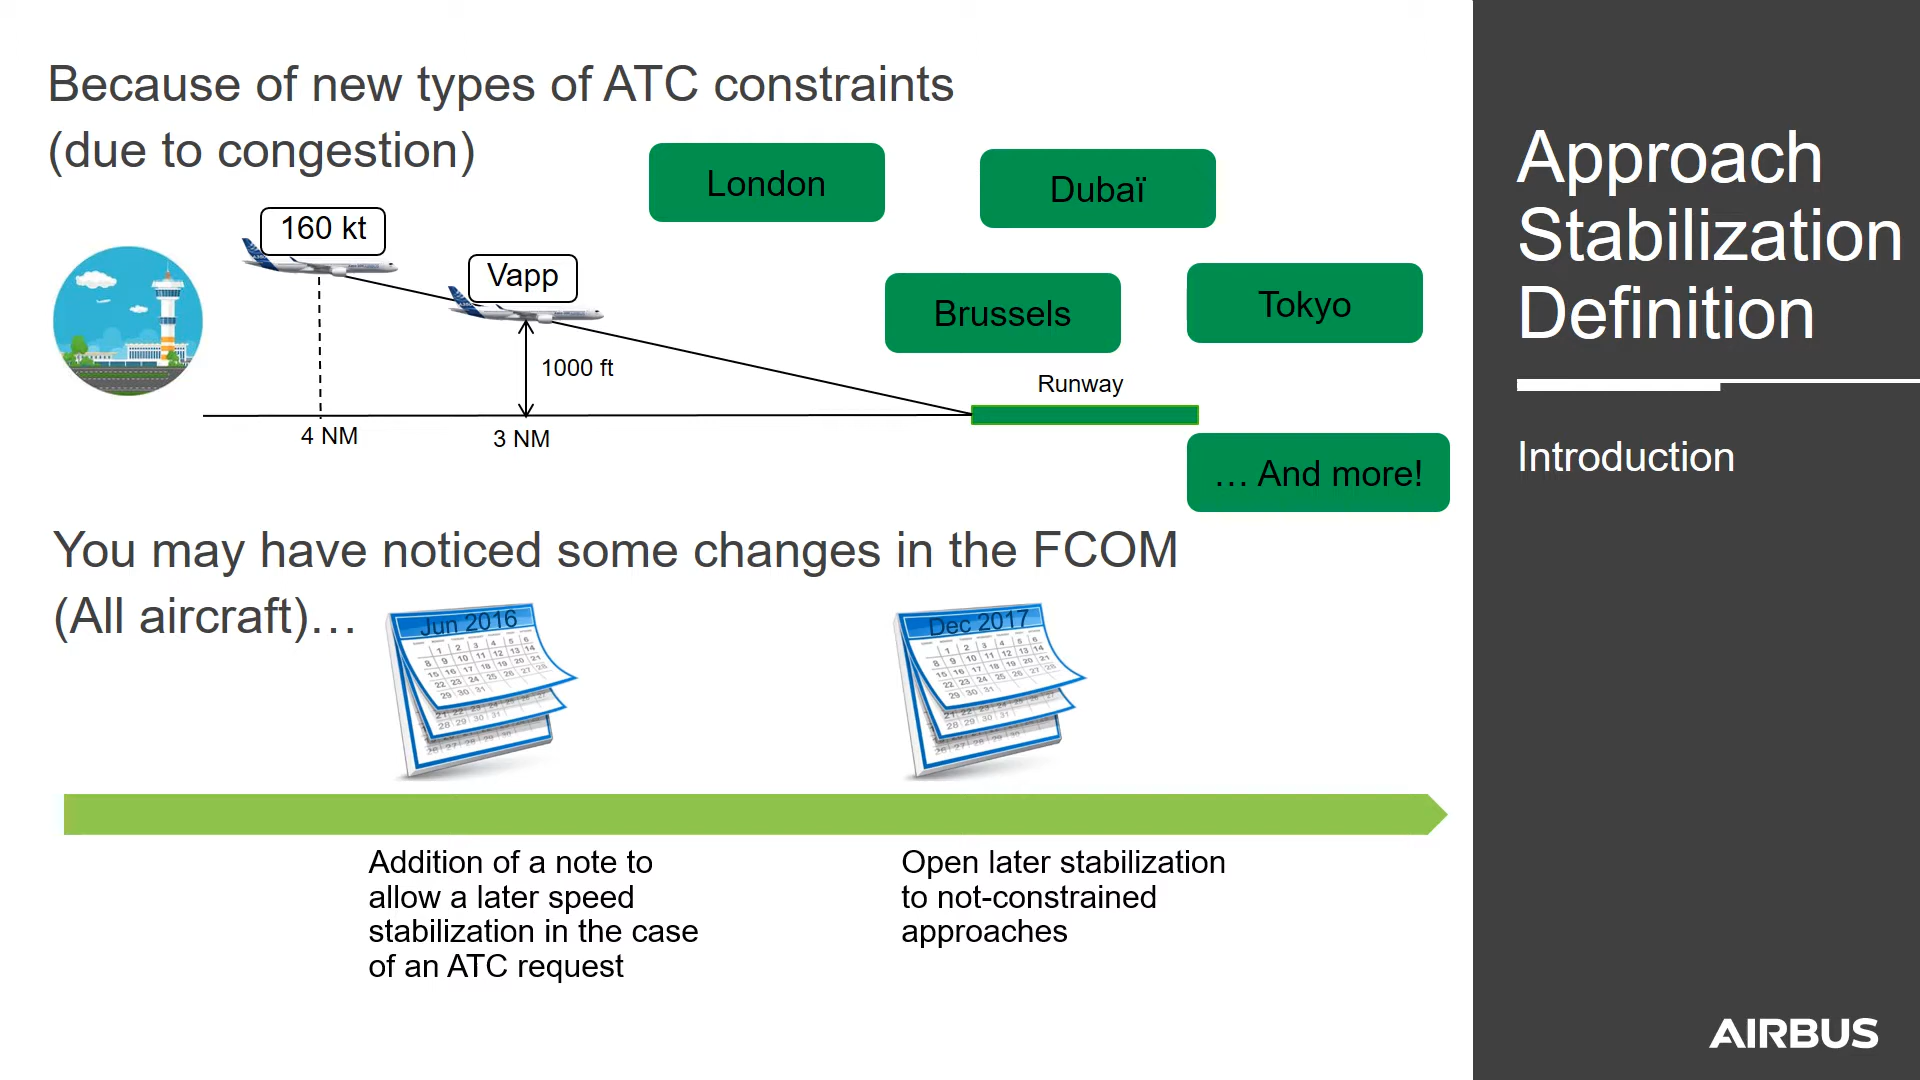 Because of new types of ATC constraints
(due to congestion)
London
Dubaï
160 kt
Vapp
Brussels
Tokyo
1000 ft
Runway
4 NM
3 NM
… And more!
You may have noticed some changes in the FCOM
(All aircraft)…
Jun 2016
Dec 2017
Addition of a note to
allow a later speed
stabilization in the case
of an ATC request
Open later stabilization
to not-constrained
approaches
Approach
Stabilization
Definition
Introduction
AIRBUS